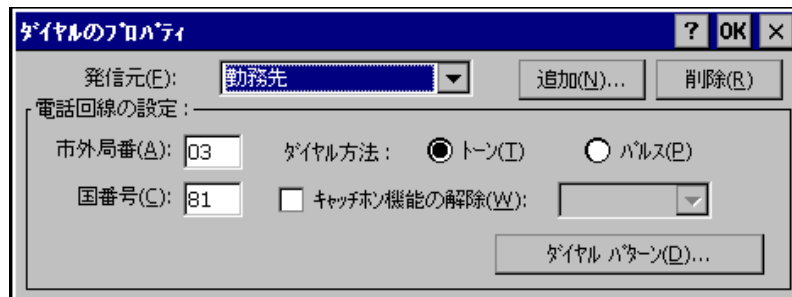 ﾀﾞｲﾔﾙのﾌﾟﾛﾊﾟﾃｨ ? OK ×
発信元(F): 勤務先 追加(N)... 削除(R)
電話回線の設定：
市外局番(A): 03 ﾀﾞｲﾔﾙ方法： ﾄｰﾝ(T) ﾊﾟﾙｽ(P)
国番号(C): 81 ｷｬｯﾁﾎﾝ機能の解除(W):
ﾀﾞｲﾔﾙ ﾊﾟﾀｰﾝ(D)...